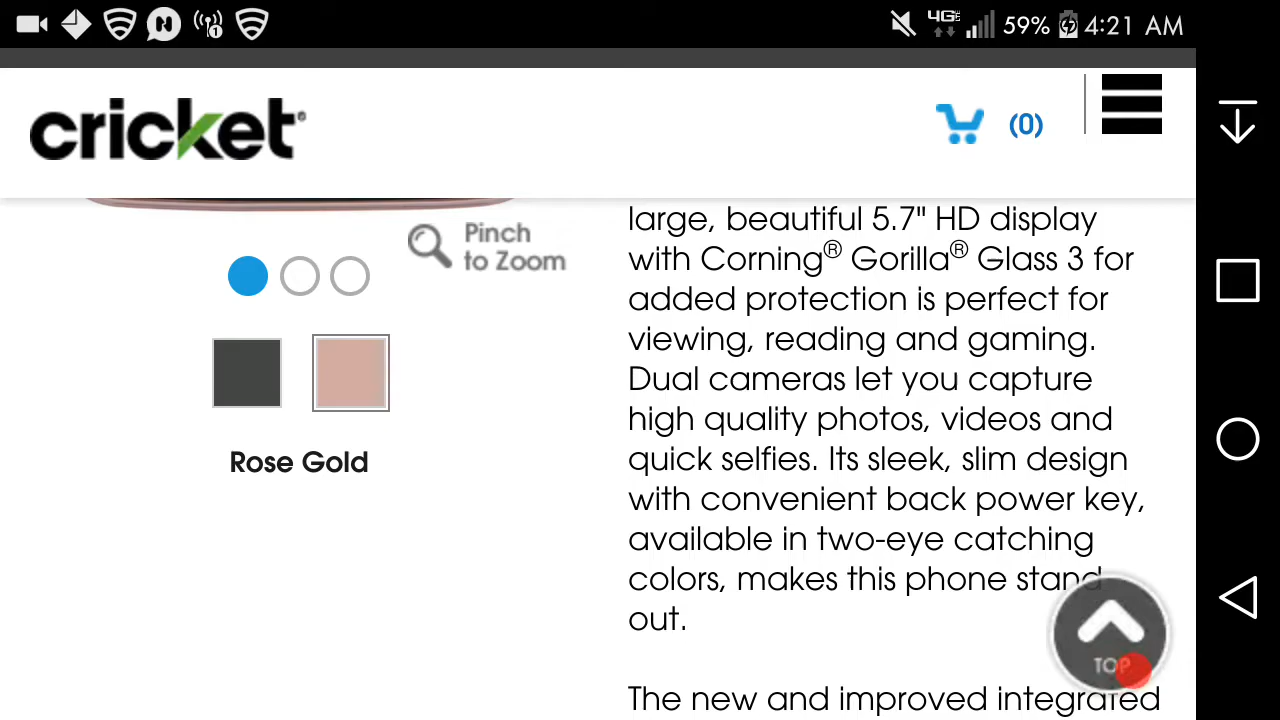 4G 59% 4:21 AM
cricket
(0)
Pinch
to Zoom
Rose Gold
large, beautiful 5.7" HD display
with Corning® Gorilla® Glass 3 for
added protection is perfect for
viewing, reading and gaming.
Dual cameras let you capture
high quality photos, videos and
quick selfies. Its sleek, slim design
with convenient back power key,
available in two-eye catching
colors, makes this phone stand
out.
TOP
The new and improved integrated